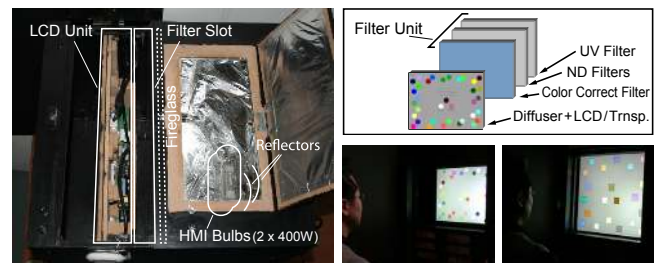 LCD Unit
Filter Slot
Fireglass
Reflectors
HMI Bulbs (2 x 400W)
Filter Unit
UV Filter
ND Filters
Color Correct Filter
Diffuser+LCD/Trnsp.